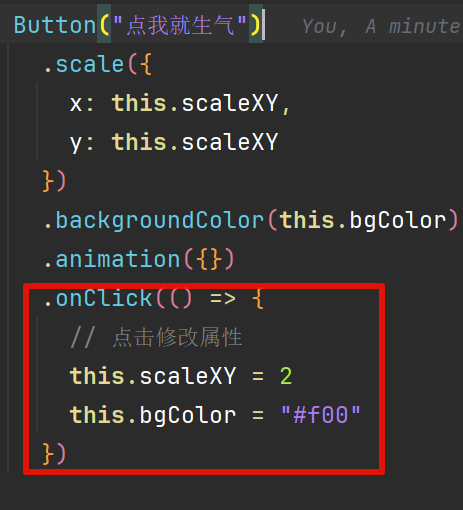 Button("点我就生气") You, A minute
.scale({
x: this.scaleXY,
y: this.scaleXY
})
.backgroundColor(this.bgColor)
.animation({})
.onClick(() => {
// 点击修改属性
this.scaleXY = 2
this.bgColor = "#f00"
})